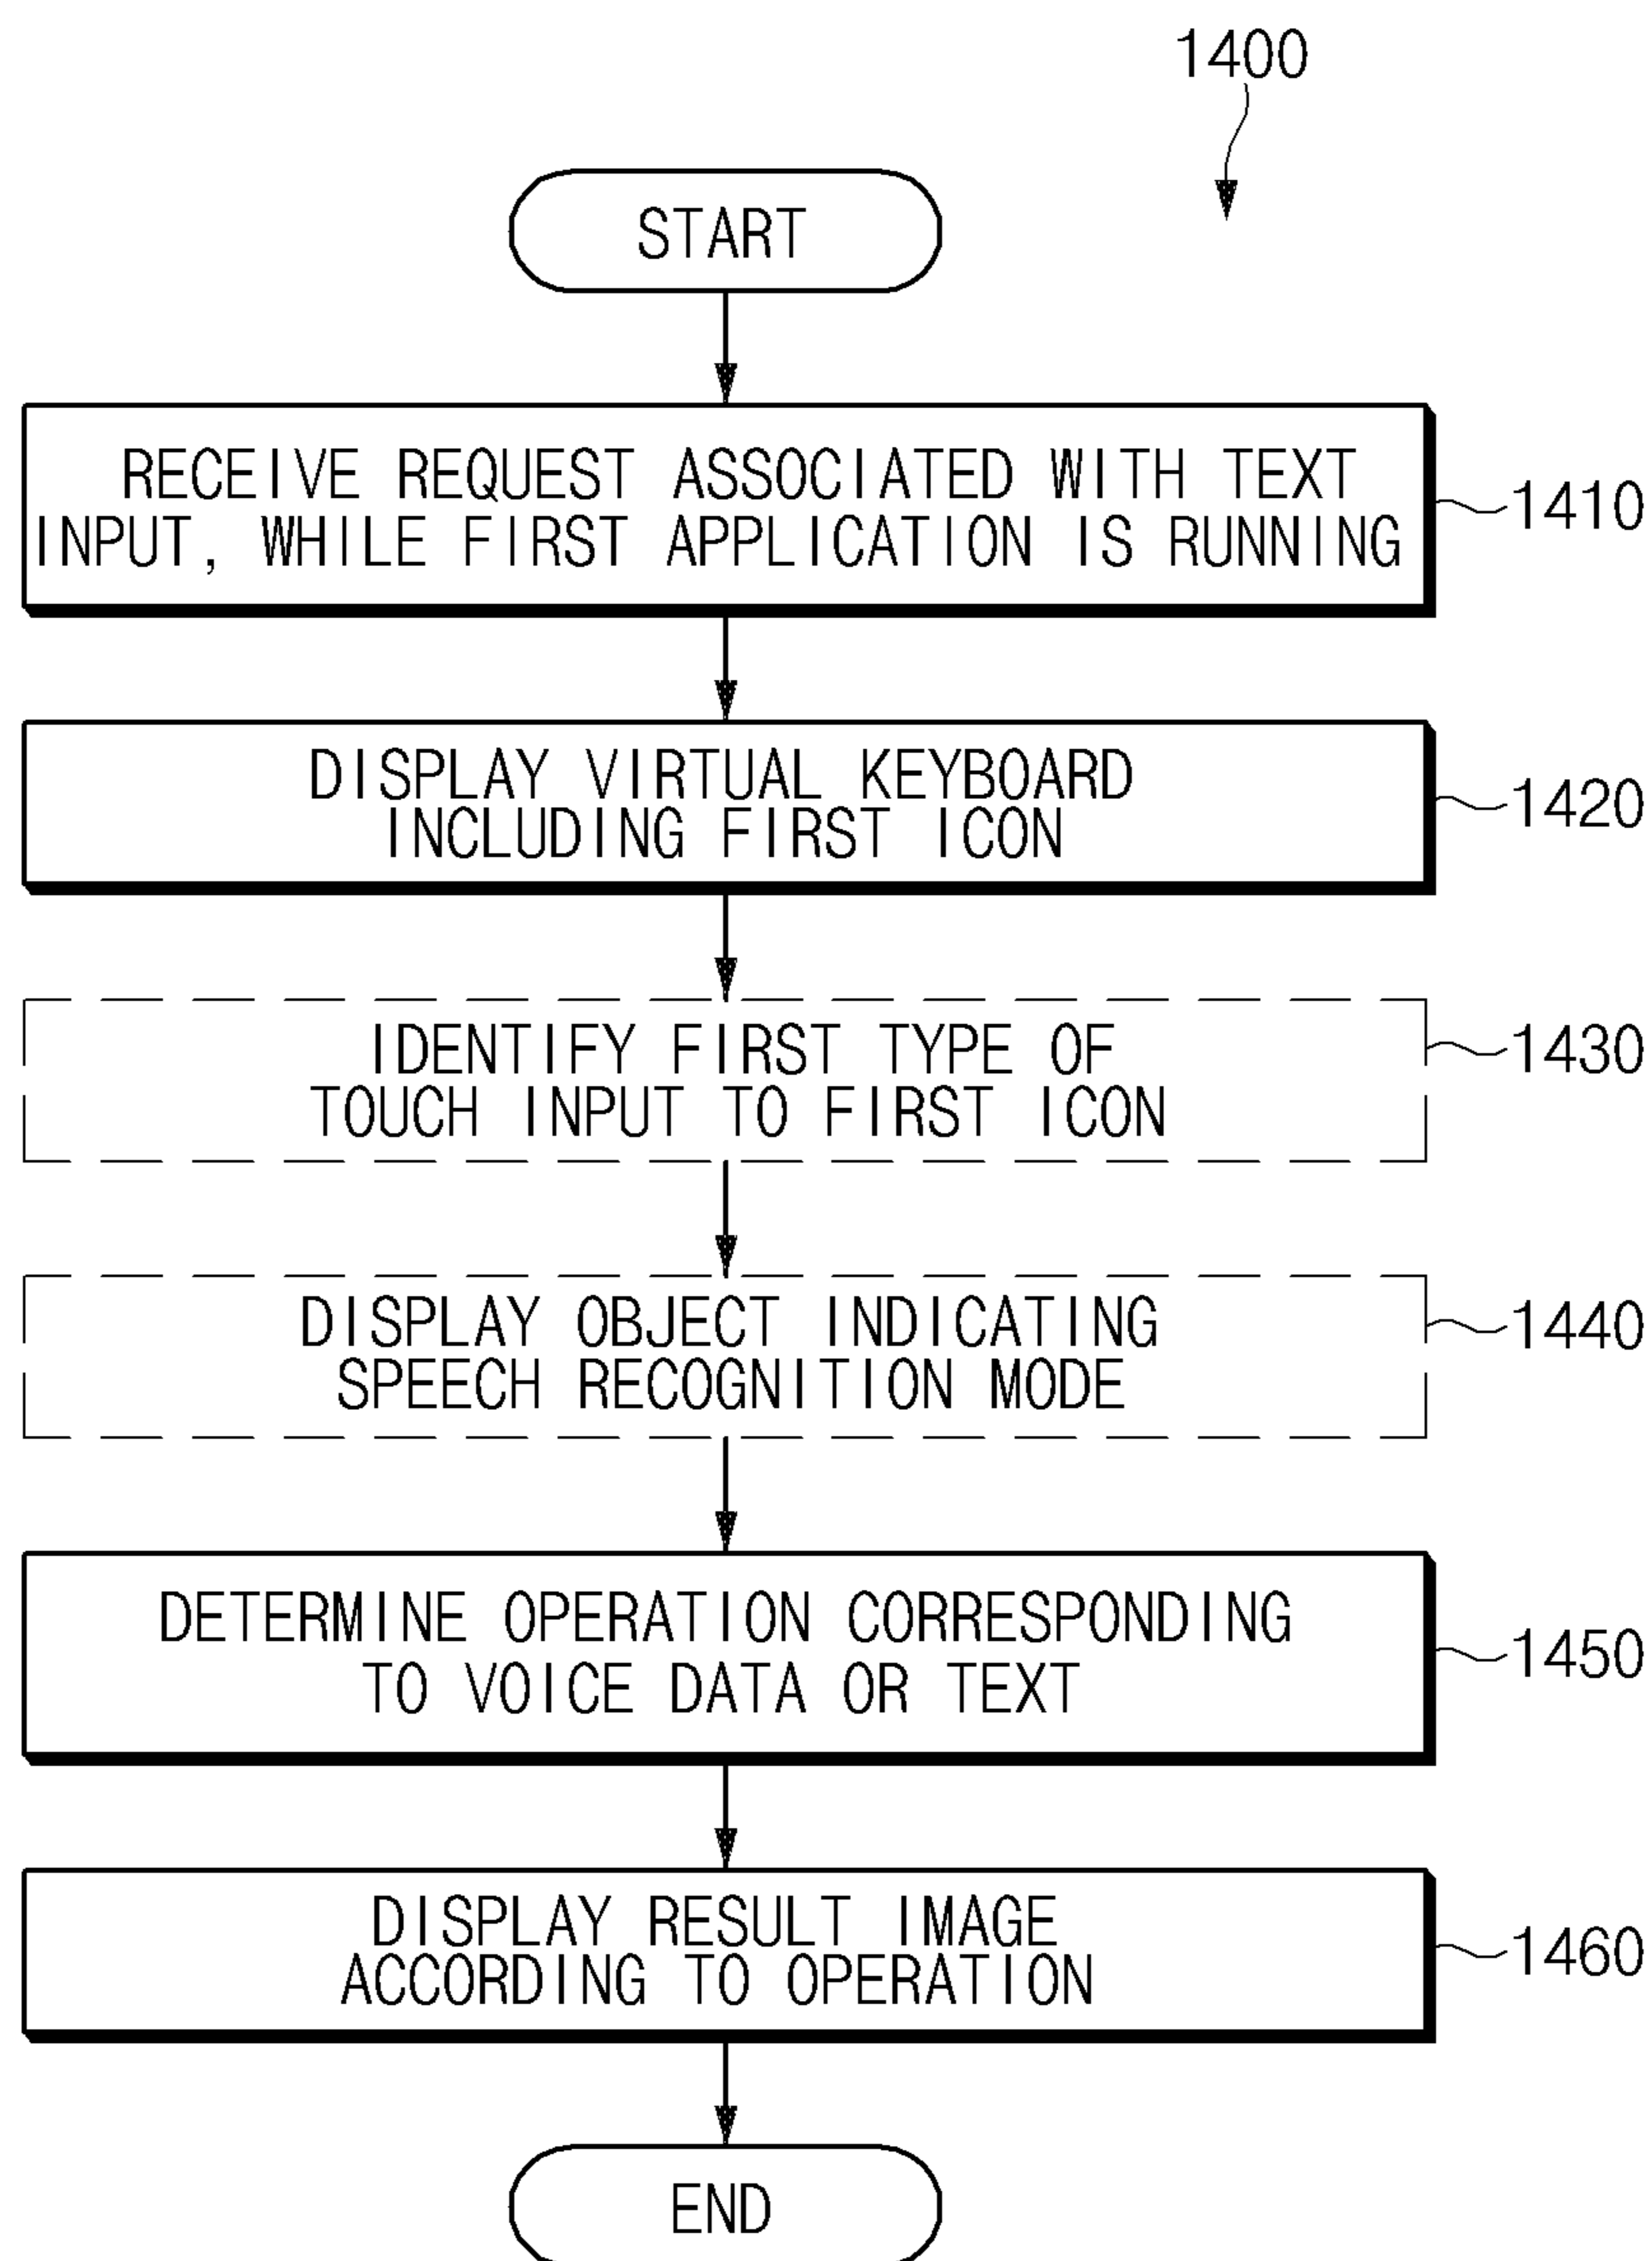 1400
START
RECEIVE REQUEST ASSOCIATED WITH TEXT
INPUT, WHILE FIRST APPLICATION IS RUNNING
1410
DISPLAY VIRTUAL KEYBOARD
INCLUDING FIRST ICON
1420
IDENTIFY FIRST TYPE OF
TOUCH INPUT TO FIRST ICON
1430
DISPLAY OBJECT INDICATING
SPEECH RECOGNITION MODE
1440
DETERMINE OPERATION CORRESPONDING
TO VOICE DATA OR TEXT
1450
DISPLAY RESULT IMAGE
ACCORDING TO OPERATION
1460
END